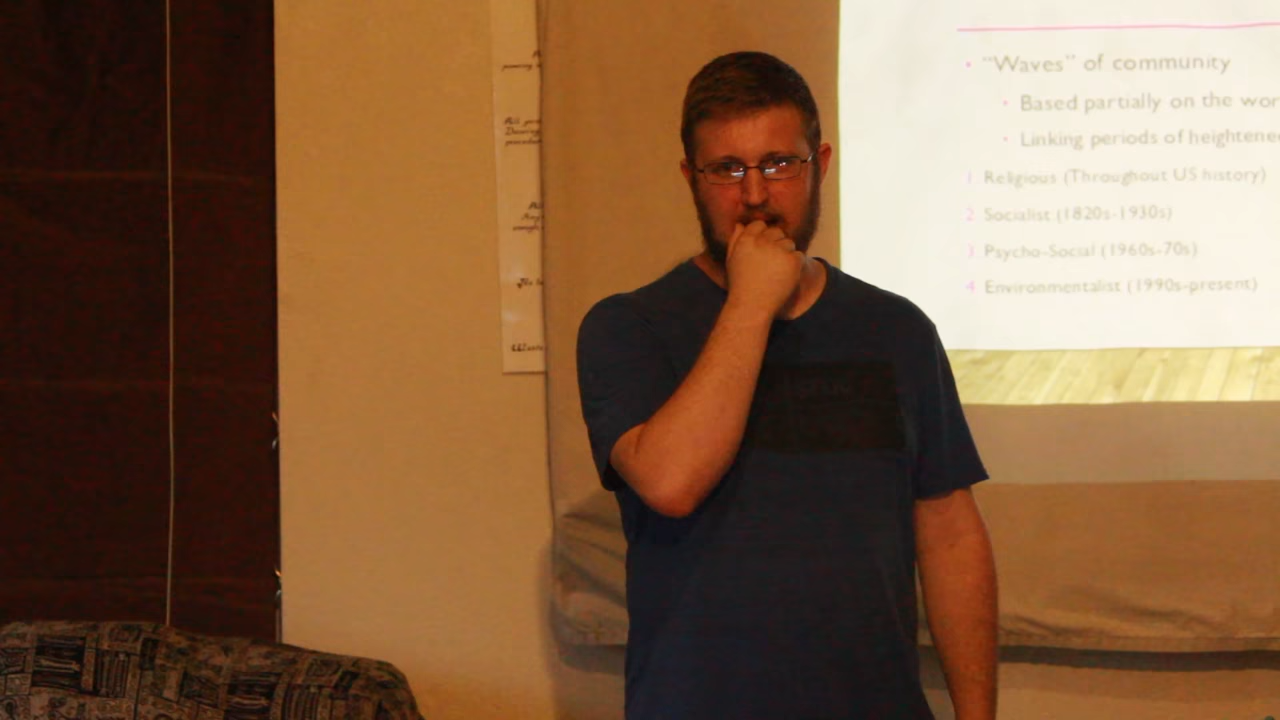 "Waves" of community
Based partially on the wor
Linking periods of heightene
1 Religious (Throughout US history)
2 Socialist (1820s-1930s)
3 Psycho-Social (1960s-70s)
4 Environmentalist (1990s-present)